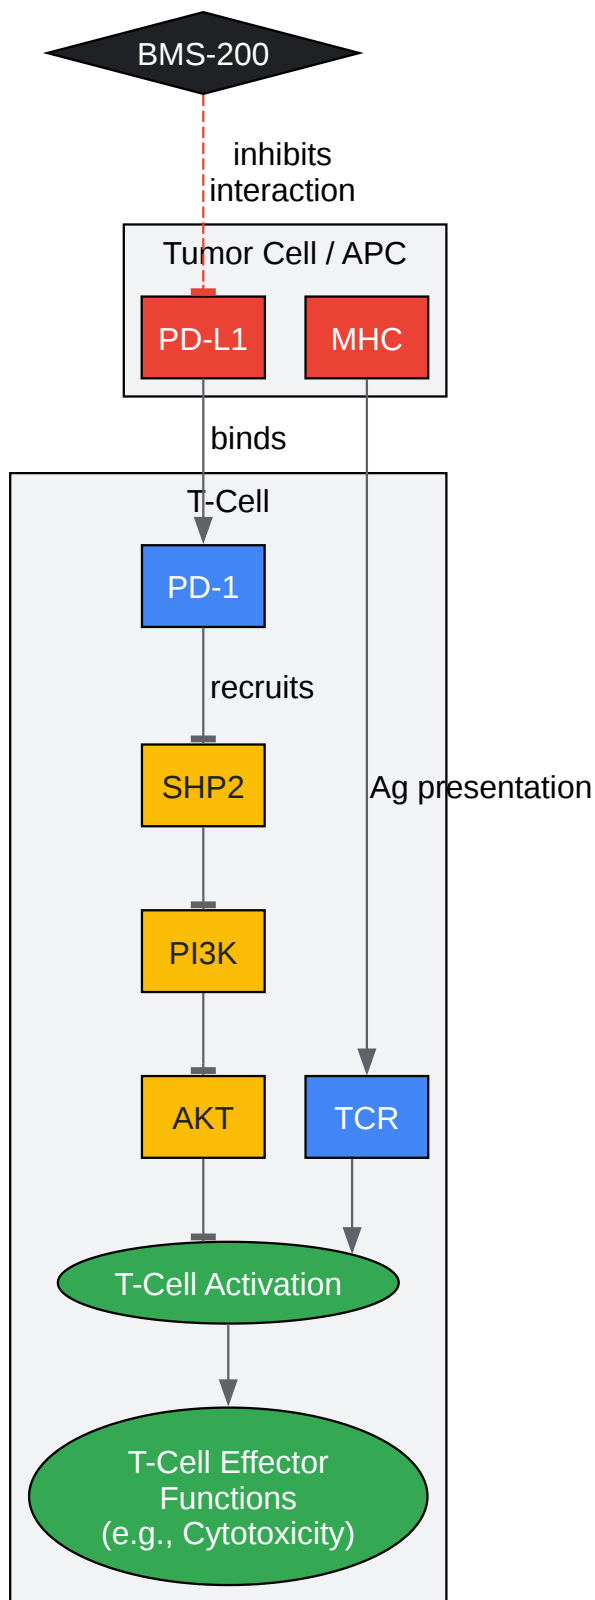 BMS-200
inhibits
interaction
Tumor Cell / APC
PD-L1
MHC
binds
T-Cell
PD-1
recruits
SHP2
Ag presentation
PI3K
AKT
TCR
T-Cell Activation
T-Cell Effector
Functions
(e.g., Cytotoxicity)